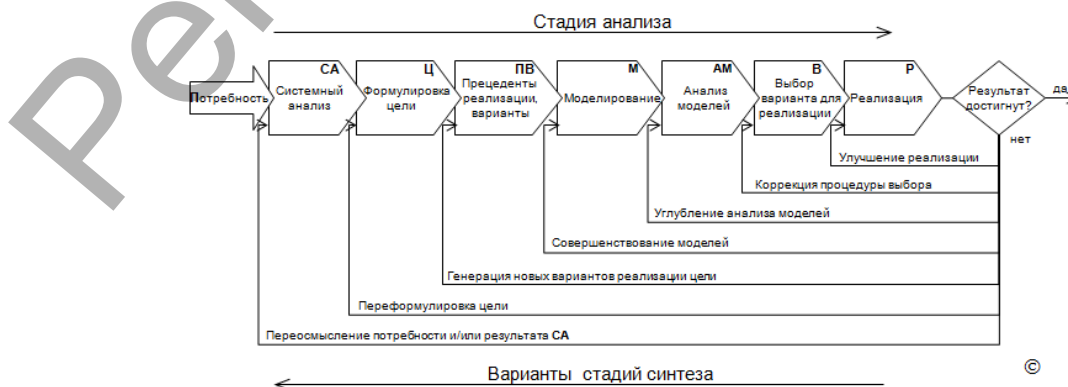 Стадия анализа
СА
Ц
ПВ
М
АМ
В
Р
Потребность
Системный
анализ
Формулировка
цели
Прецеденты
реализации,
варианты
Моделирование
Анализ
моделей
Выбор
варианта для
реализации
Реализация
Результат
достигнут?
да
нет
Улучшение реализации
Коррекция процедуры выбора
Углубление анализа моделей
Совершенствование моделей
Генерация новых вариантов реализации цели
Переформулировка цели
Переосмысление потребности и/или результата СА
Варианты стадий синтеза
©